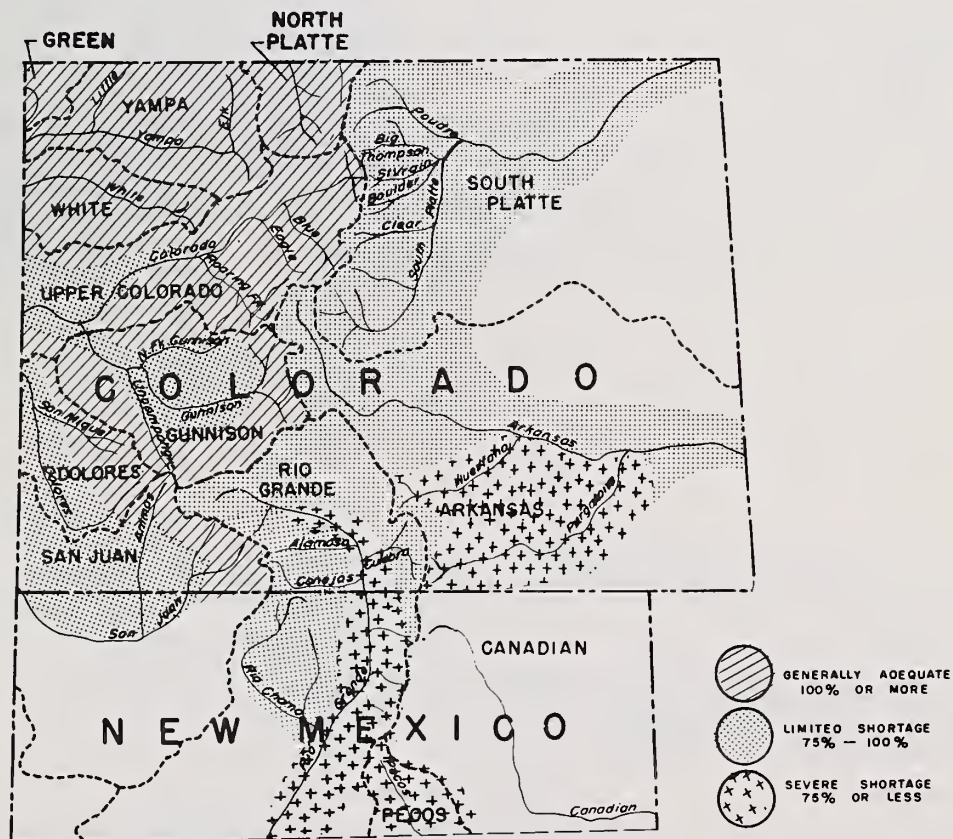 GREEN
NORTH
PLATTE
Little
YAMPA
Elk
Yampa
White
WHITE
Poudre
Big
Thompson
St Vrain
Boulder
SOUTH
PLATTE
Clear
Platte
South
Blue
Eagle
Colorado
Roaring Fk.
UPPER COLORADO
N. Fk. Gunnison
COLORADO
Uncompahgre
Gunnison
GUNNISON
San Miguel
DOLORES
Dolores
Animas
RIO
GRANDE
Arkansas
Huerfano
ARKANSAS
Purgatoire
SAN JUAN
Alamosa
Culebra
Conejos
San Juan
CANADIAN
Rio Chama
Rio Grande
NEW MEXICO
Pecos
PECOS
Canadian
GENERALLY ADEQUATE
100% OR MORE
LIMITED SHORTAGE
75% - 100%
SEVERE SHORTAGE
75% OR LESS